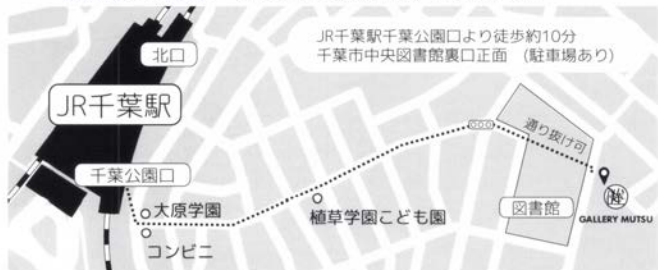 JR千葉駅千葉公園口より徒歩約10分
千葉市中央図書館裏口正面 (駐車場あり)
北口
JR千葉駅
千葉公園口
大原学園
コンビニ
植草学園こども園
通り抜け可
図書館
GALLERY MUTSU